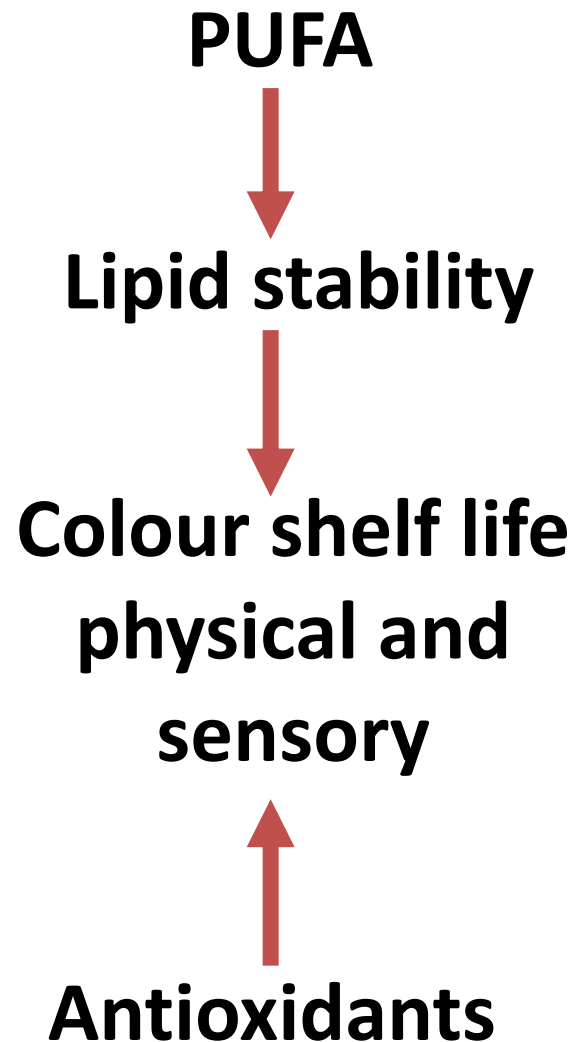 PUFA
Lipid stability
Colour shelf life
physical and
sensory
Antioxidants